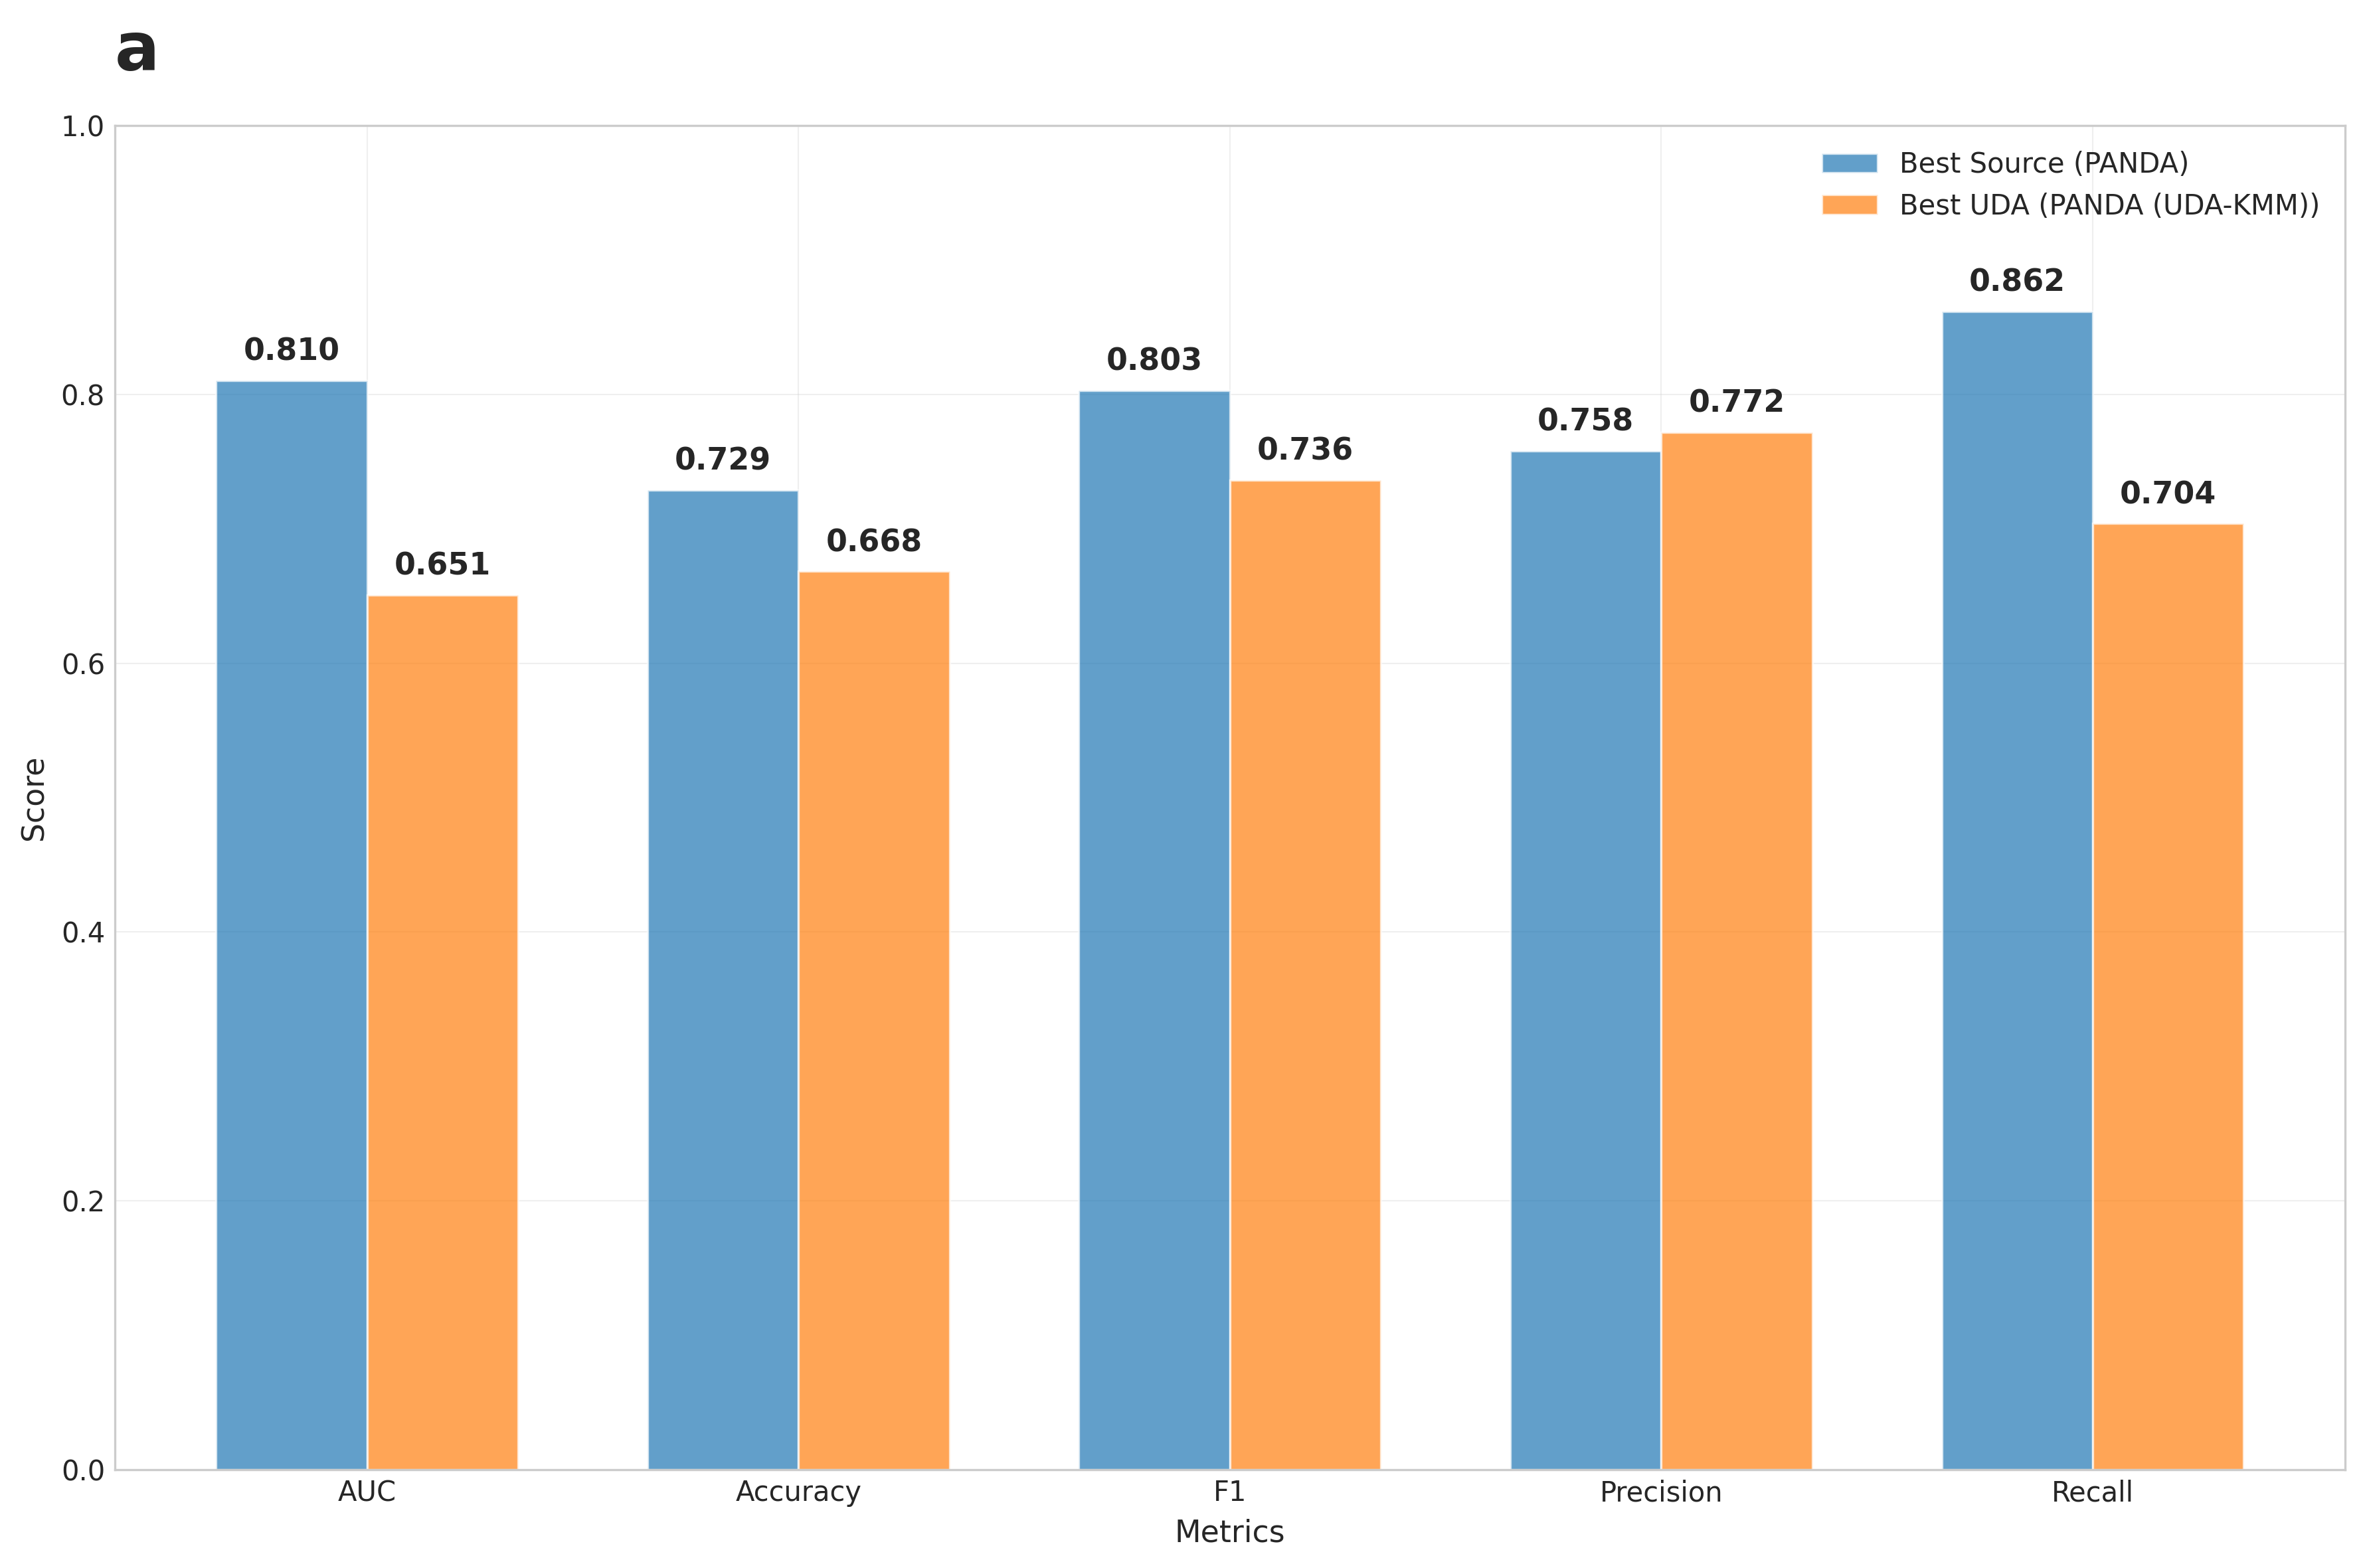 a
1.0
0.8
0.6
0.4
0.2
0.0
Score
Best Source (PANDA)
Best UDA (PANDA (UDA-KMM))
0.810
0.651
0.729
0.668
0.803
0.736
0.758
0.772
0.862
0.704
AUC
Accuracy
F1
Precision
Recall
Metrics